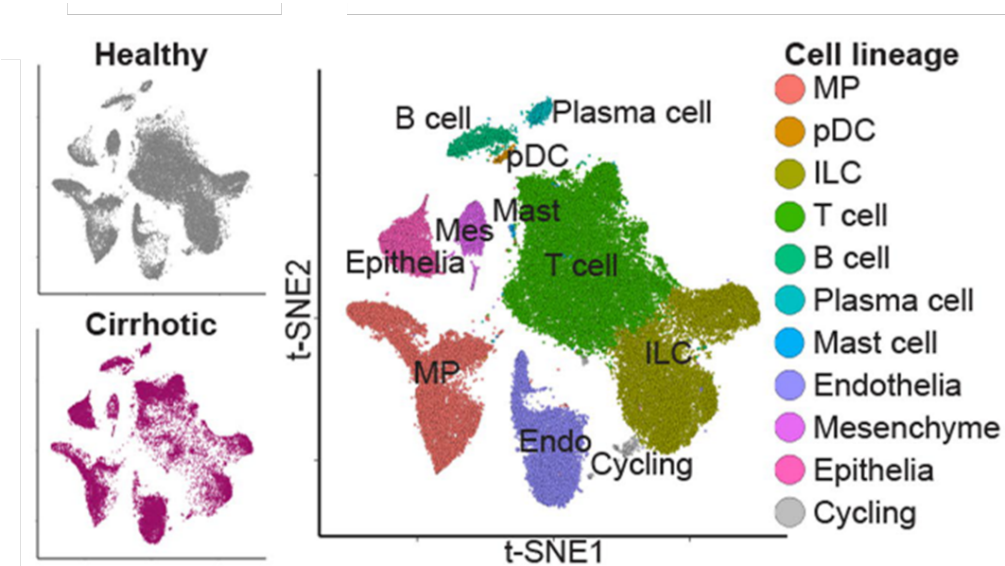 Healthy
Cirrhotic
B cell
Plasma cell
pDC
Mast
Mes
Epithelia
T cell
MP
ILC
Endo
Cycling
t-SNE2
t-SNE1
Cell lineage
MP
pDC
ILC
T cell
B cell
Plasma cell
Mast cell
Endothelia
Mesenchyme
Epithelia
Cycling